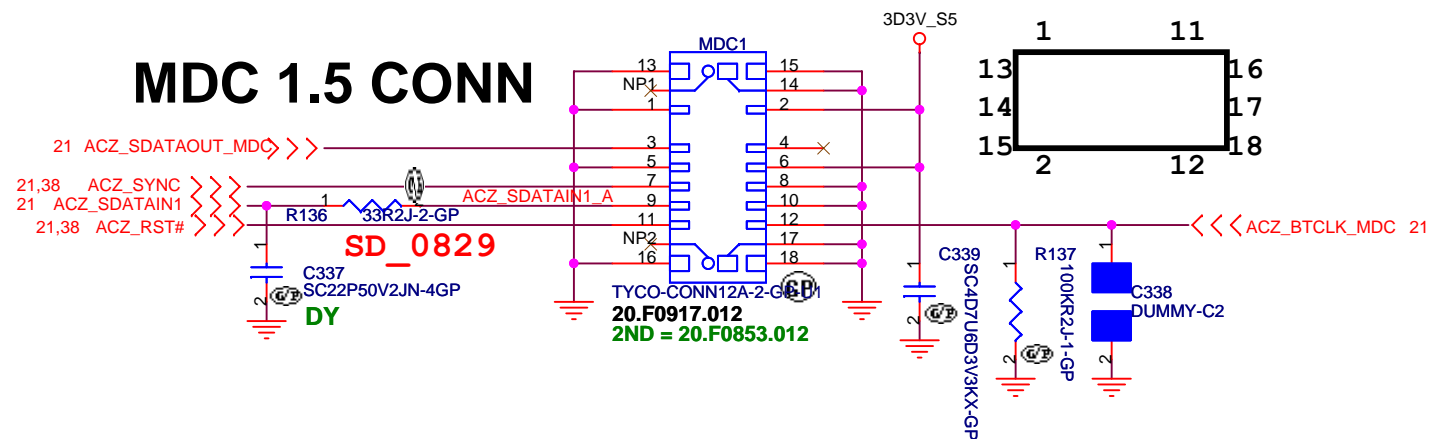 MDC 1.5 CONN
3D3V_S5
MDC1
13
15
NP1
14
1
2
3
4
5
6
7
8
9
10
11
12
NP2
17
16
18
21 ACZ_SDATAOUT_MDC
21,38 ACZ_SYNC
21 ACZ_SDATAIN1
21,38 ACZ_RST#
1
R136
33R2J-2-GP
ACZ_SDATAIN1_A
SD_0829
1
C337
SC22P50V2JN-4GP
2
G/P
DY
TYCO-CONN12A-2-GP-U1
GP
20.F0917.012
2ND = 20.F0853.012
1
C339
SC4D7U6D3V3KX-GP
2
G/P
1
R137
100KR2J-1-GP
2
G/P
1
C338
DUMMY-C2
2
ACZ_BTCLK_MDC 21
1 11
13 16
14 17
15 18
2 12